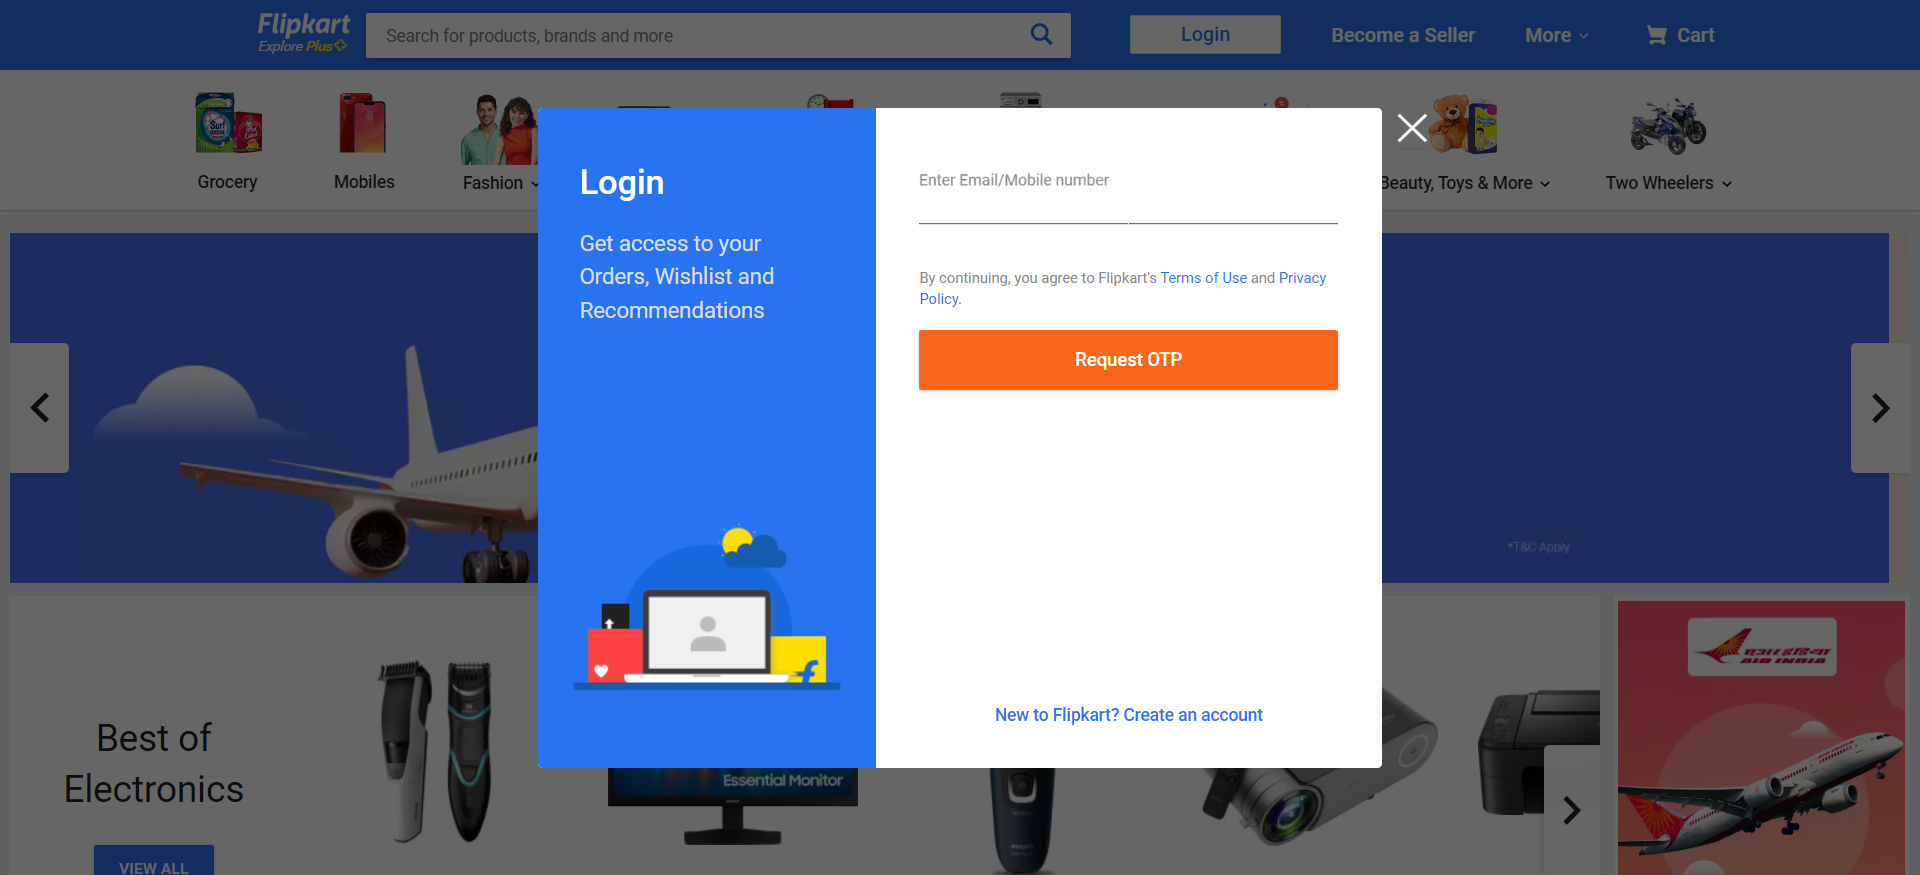 Flipkart
Explore Plus
Search for products, brands and more
Login
Become a Seller
More
Cart
Grocery
Mobiles
Fashion
Beauty, Toys & More
Two Wheelers
Login
Get access to your
Orders, Wishlist and
Recommendations
Enter Email/Mobile number
By continuing, you agree to Flipkart's Terms of Use and Privacy
Policy.
Request OTP
New to Flipkart? Create an account
*T&C Apply
Best of
Electronics
VIEW ALL
Essential Monitor
एअर इंडिया
AIR INDIA